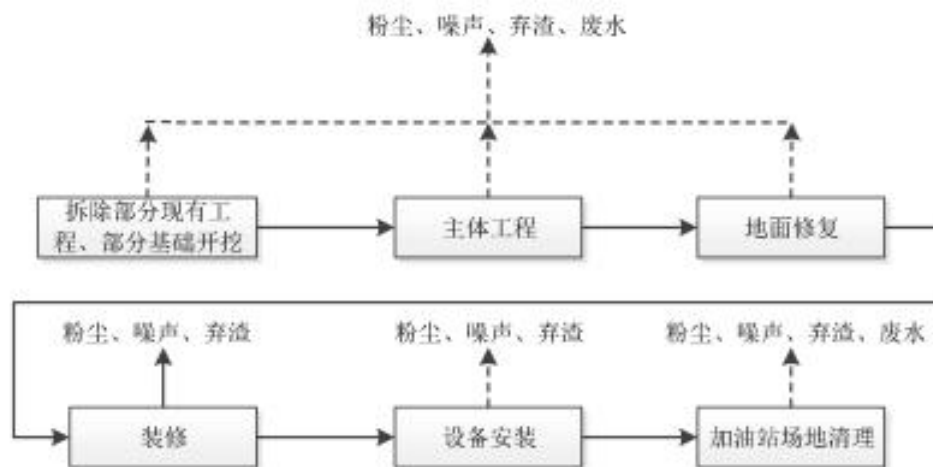 粉尘、噪声、弃渣、废水
拆除部分现有工
程、部分基础开挖
主体工程
地面修复
粉尘、噪声、弃渣
粉尘、噪声、弃渣
粉尘、噪声、弃渣、废水
装修
设备安装
加油站场地清理